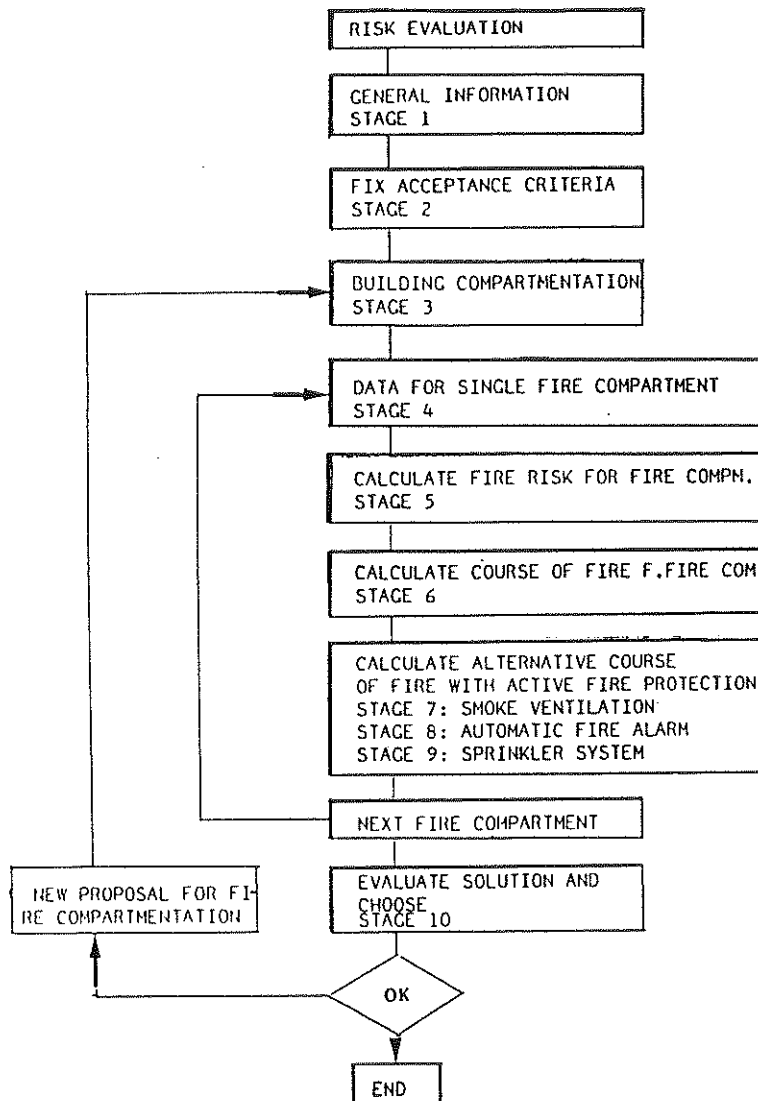 RISK EVALUATION
GENERAL INFORMATION
STAGE 1
FIX ACCEPTANCE CRITERIA
STAGE 2
BUILDING COMPARTMENTATION
STAGE 3
DATA FOR SINGLE FIRE COMPARTMENT
STAGE 4
CALCULATE FIRE RISK FOR FIRE COMPM.
STAGE 5
CALCULATE COURSE OF FIRE F.FIRE COM
STAGE 6
CALCULATE ALTERNATIVE COURSE
OF FIRE WITH ACTIVE FIRE PROTECTION
STAGE 7: SMOKE VENTILATION
STAGE 8: AUTOMATIC FIRE ALARM
STAGE 9: SPRINKLER SYSTEM
NEXT FIRE COMPARTMENT
EVALUATE SOLUTION AND
CHOOSE
STAGE 10
NEW PROPOSAL FOR FI-
RE COMPARTMENTATION
OK
END